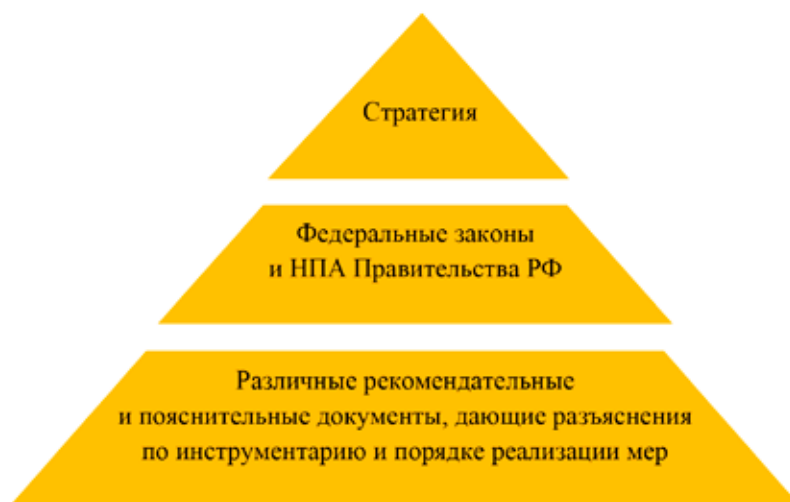 Стратегия
Федеральные законы
и НПА Правительства РФ
Различные рекомендательные
и пояснительные документы, дающие разъяснения
по инструментарию и порядке реализации мер